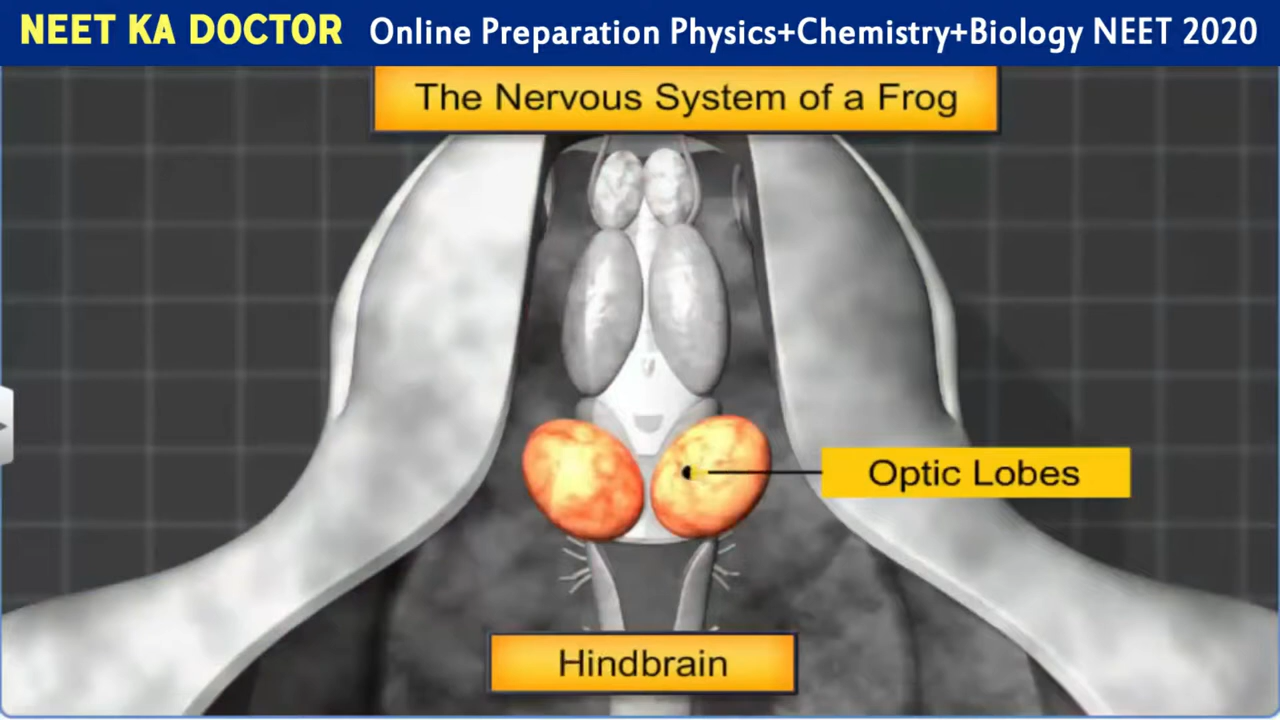 NEET KA DOCTOR Online Preparation Physics+Chemistry+Biology NEET 2020
The Nervous System of a Frog
Optic Lobes
Hindbrain